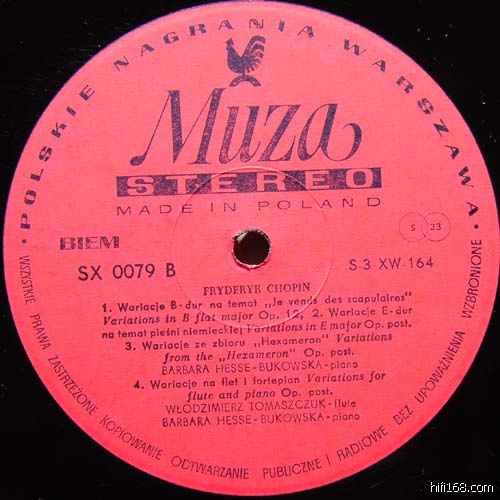 · POLSKIE NAGRANIA WARSZAWA ·
Muza
STEREO
MADE IN POLAND
BIEM
S 33
SX 0079 B
S-3 XW-164
FRYDERYK CHOPIN
1. Wariacje B-dur na temat „Je vends des scapulaires"
Variations in B flat major Op. 12, 2. Wariacje E-dur
na temat pieśni niemieckiej Variations in E major Op. post.
3. Wariacje ze zbioru „Hexameron" Variations
from the „Hexameron" Op. post.
BARBARA HESSE-BUKOWSKA-piano
4. Wariacje na flet i fortepian Variations for
flute and piano Op. post.
WŁODZIMIERZ TOMASZCZUK-flute
BARBARA HESSE-BUKOWSKA-piano
WSZYSTKIE PRAWA ZASTRZEŻONE KOPIOWANIE ODTWARZANIE PUBLICZNE I RADIOWE BEZ UPOWAŻNIENIA WZBRONIONE
hifi168.com